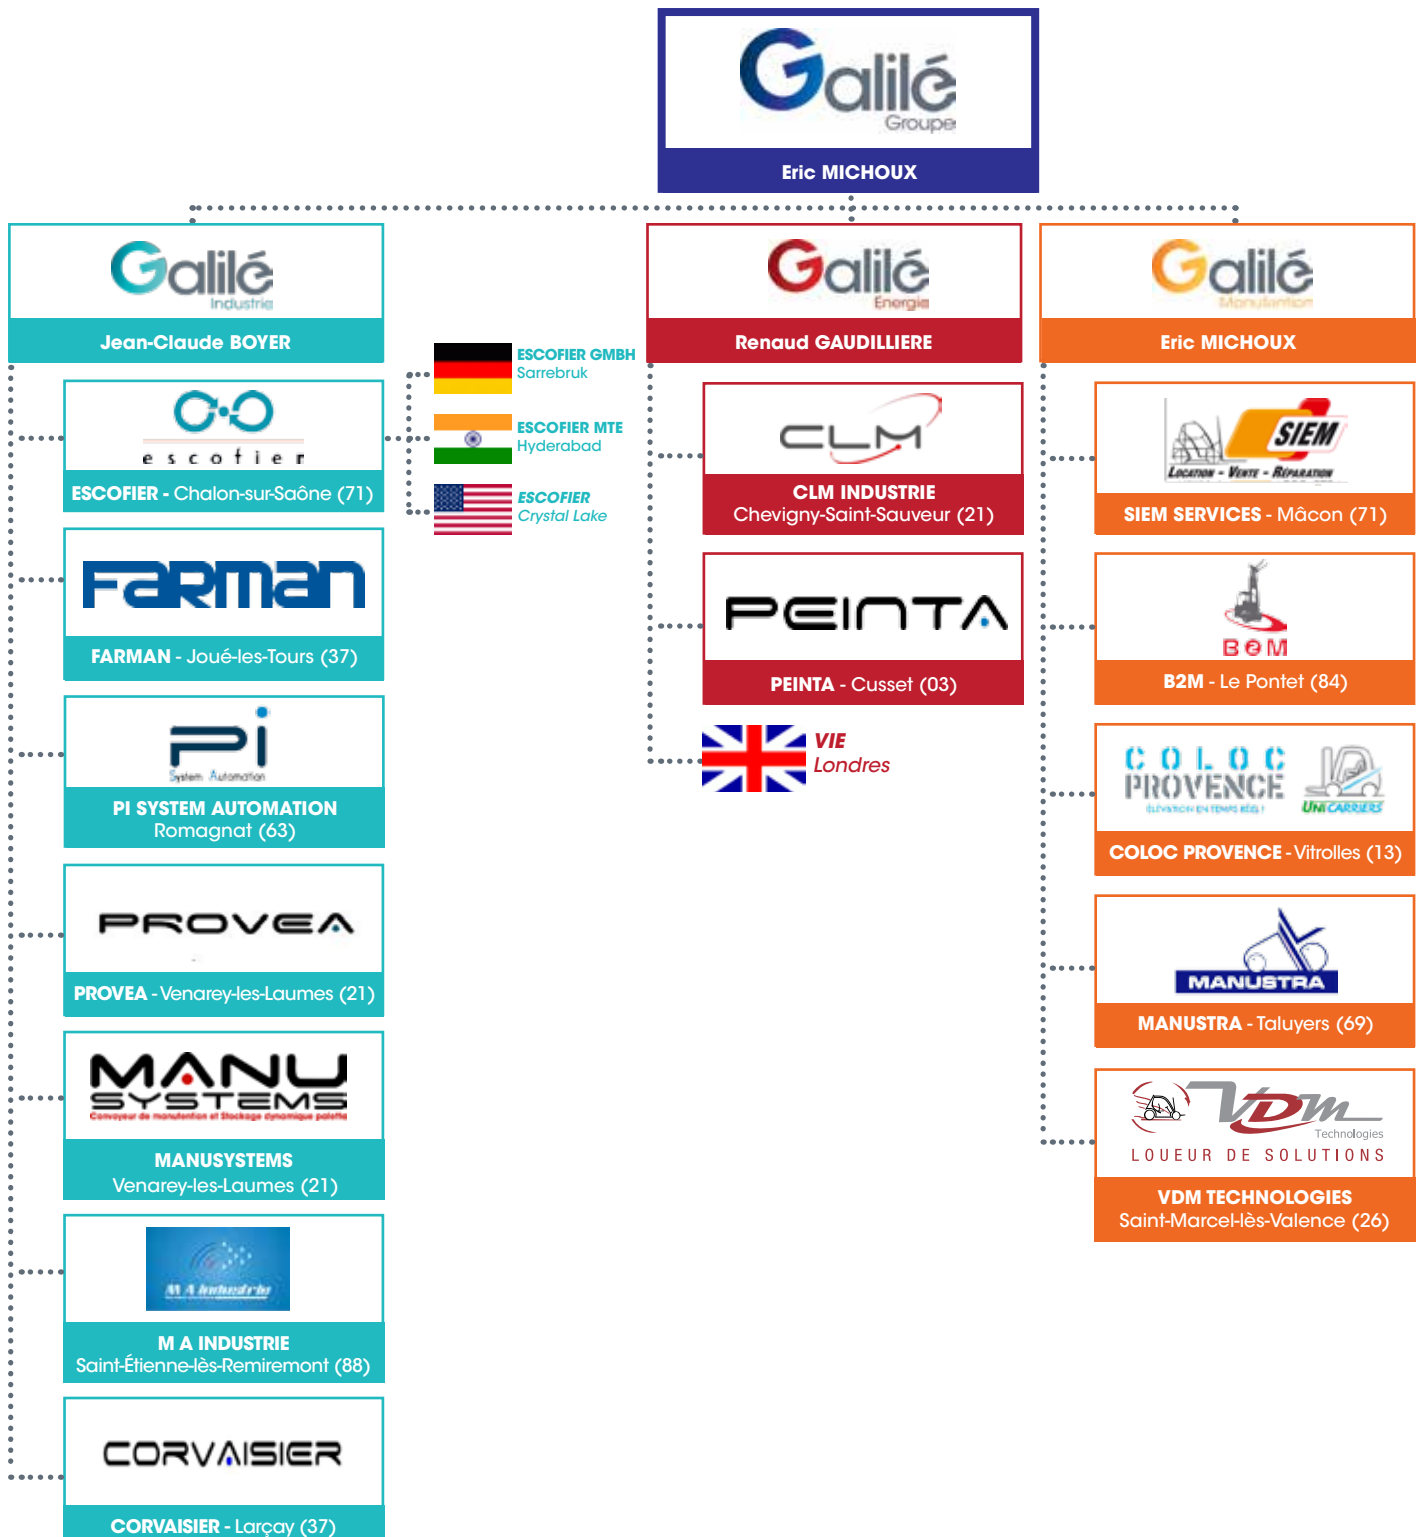 Galilé
Groupe
Eric MICHOUX
Galilé
Industrie
Jean-Claude BOYER
escofier
ESCOFIER - Chalon-sur-Saône (71)
ESCOFIER GMBH
Sarrebruk
ESCOFIER MTE
Hyderabad
ESCOFIER
Crystal Lake
FARMAN
FARMAN - Joué-les-Tours (37)
Pi
System Automation
PI SYSTEM AUTOMATION
Romagnat (63)
PROVEA
PROVEA - Venarey-les-Laumes (21)
MANU
SYSTEMS
Convoyeur de manutention et Stockage dynamique palette
MANUSYSTEMS
Venarey-les-Laumes (21)
M A Industrie
M A INDUSTRIE
Saint-Étienne-lès-Remiremont (88)
CORVAISIER
CORVAISIER - Larçay (37)
Galilé
Energie
Renaud GAUDILLIERE
CLM
CLM INDUSTRIE
Chevigny-Saint-Sauveur (21)
PEINTA
PEINTA - Cusset (03)
VIE
Londres
Galilé
Manutention
Eric MICHOUX
SIEM
LOCATION - VENTE - RÉPARATION
SIEM SERVICES - Mâcon (71)
B2M
B2M - Le Pontet (84)
COLOC
PROVENCE
ÉLÉVATION EN TEMPS RÉEL !
UNICARRIERS
COLOC PROVENCE - Vitrolles (13)
MANUSTRA
MANUSTRA - Taluyers (69)
VDM
Technologies
LOUEUR DE SOLUTIONS
VDM TECHNOLOGIES
Saint-Marcel-lès-Valence (26)